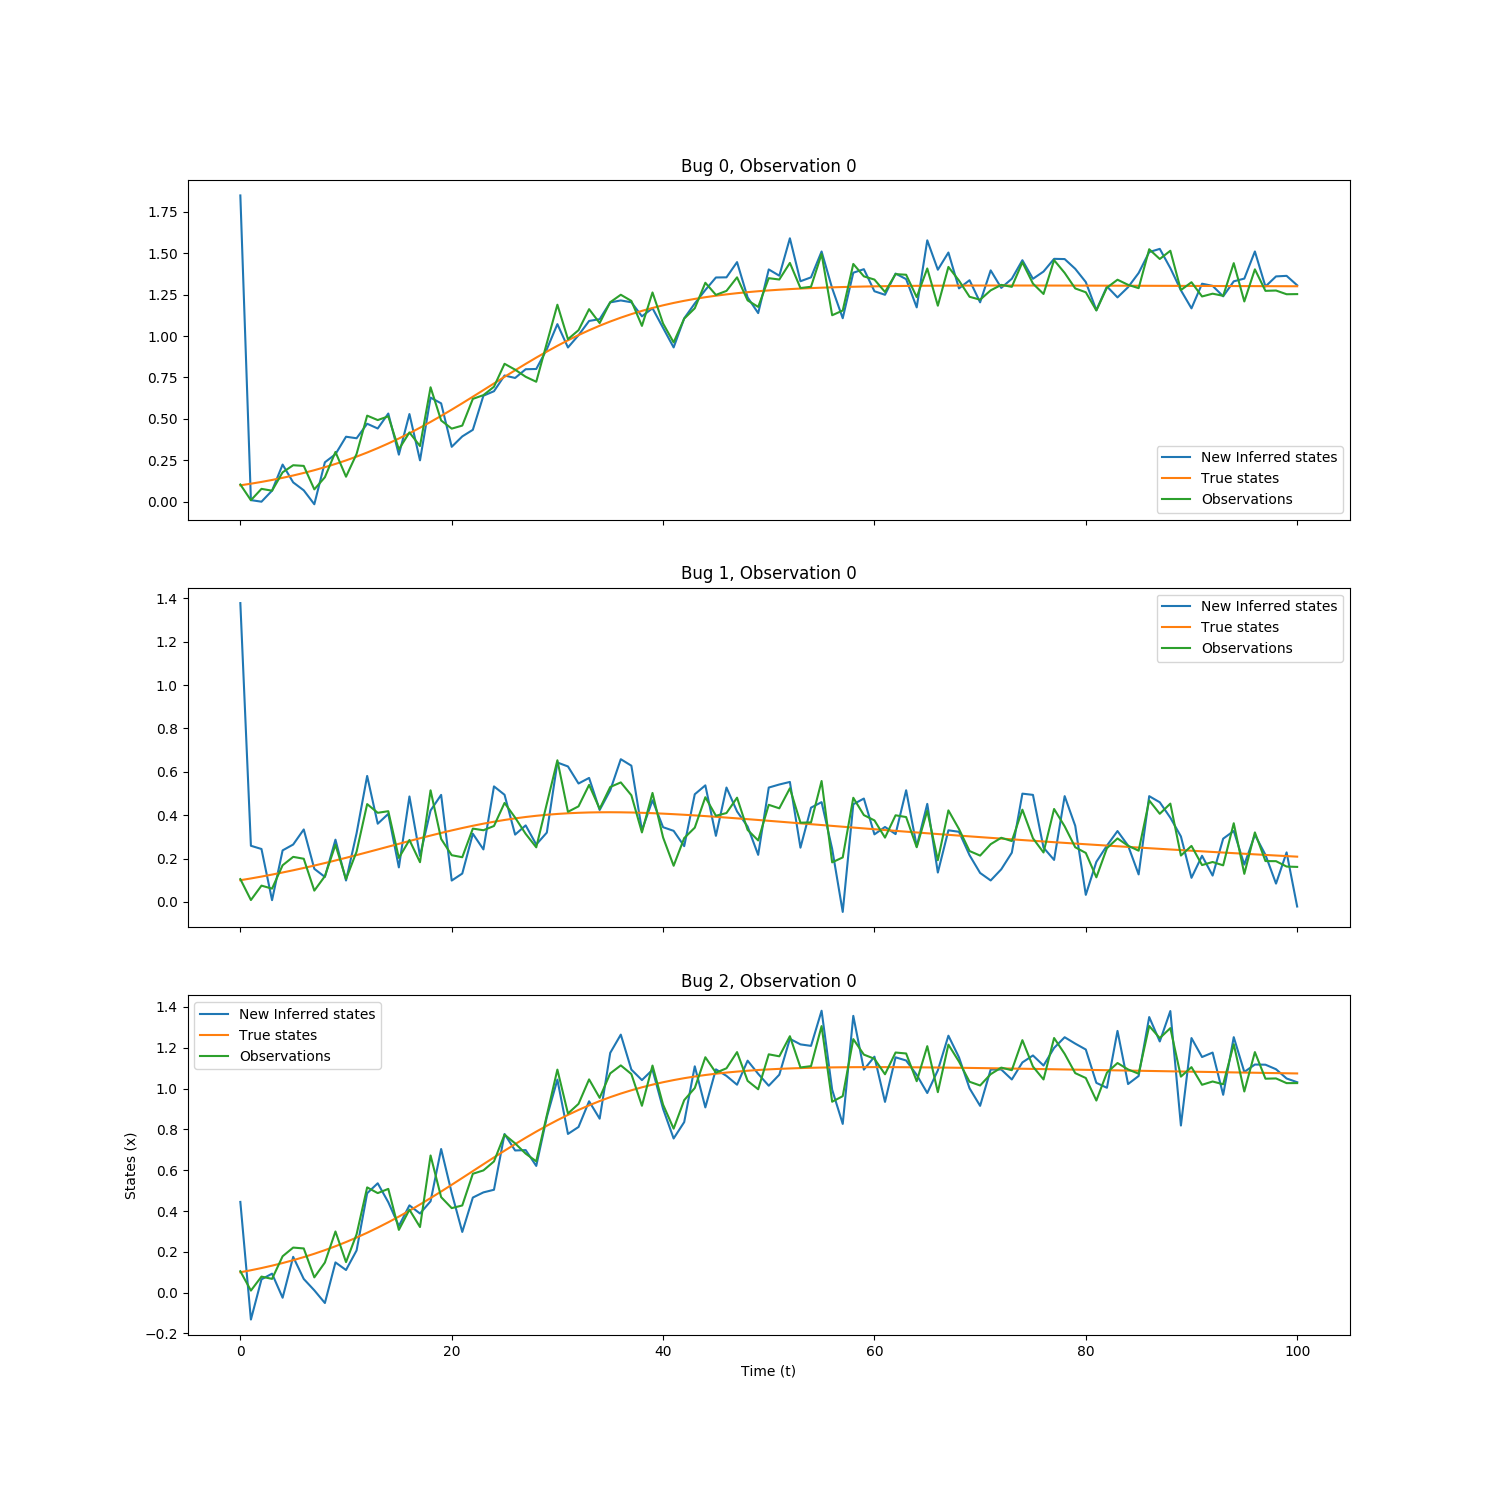 Bug 0, Observation 0
1.75
1.50
1.25
1.00
0.75
0.50
0.25
0.00
New Inferred states
True states
Observations
Bug 1, Observation 0
1.4
1.2
1.0
0.8
0.6
0.4
0.2
0.0
New Inferred states
True states
Observations
Bug 2, Observation 0
1.4
1.2
1.0
0.8
0.6
0.4
0.2
0.0
−0.2
New Inferred states
True states
Observations
States (x)
0 20 40 60 80 100
Time (t)